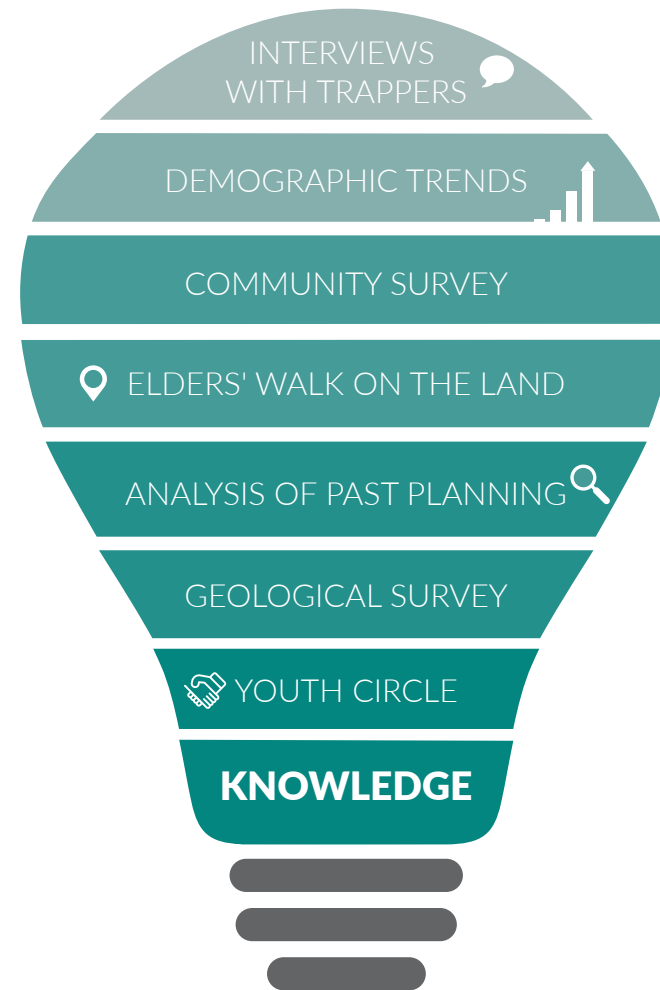 INTERVIEWS
WITH TRAPPERS
DEMOGRAPHIC TRENDS
COMMUNITY SURVEY
ELDERS' WALK ON THE LAND
ANALYSIS OF PAST PLANNING
GEOLOGICAL SURVEY
YOUTH CIRCLE
KNOWLEDGE